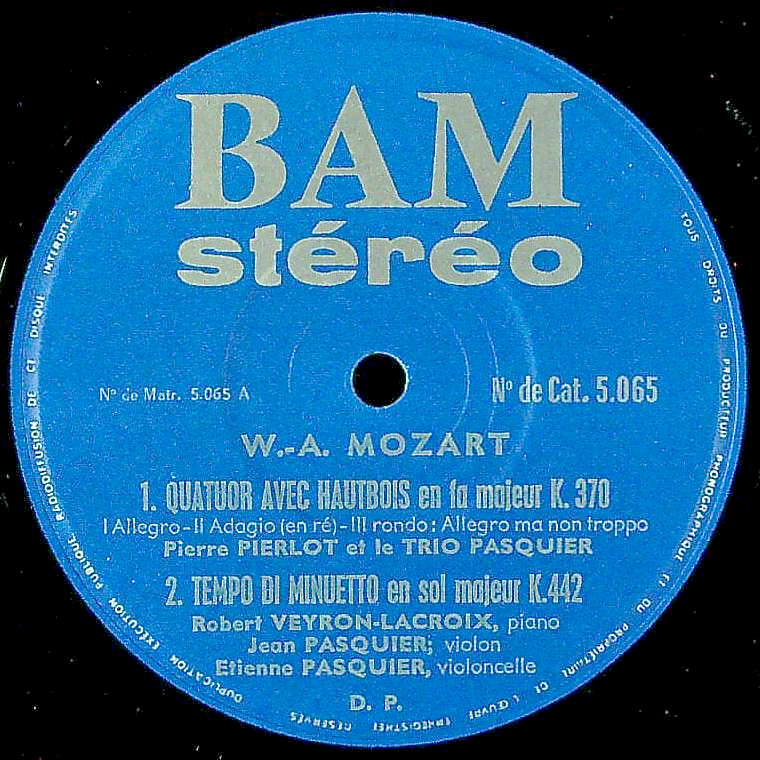 BAM
stéréo
Nº de Matr. 5.065 A
Nº de Cat. 5.065
W.-A. MOZART
1. QUATUOR AVEC HAUTBOIS en fa majeur K. 370
I Allegro-II Adagio (en ré)-III rondo: Allegro ma non troppo
Pierre PIERLOT et le TRIO PASQUIER
2. TEMPO DI MINUETTO en sol majeur K.442
Robert VEYRON-LACROIX, piano
Jean PASQUIER; violon
Etienne PASQUIER, violoncelle
D. P.
TOUS DROITS DU PRODUCTEUR PHONOGRAPHIQUE ET DU PROPRIÉTAIRE DE L'ŒUVRE ENREGISTRÉE RÉSERVÉS
DUPLICATION EXÉCUTION PUBLIQUE RADIODIFFUSION DE CE DISQUE INTERDITES